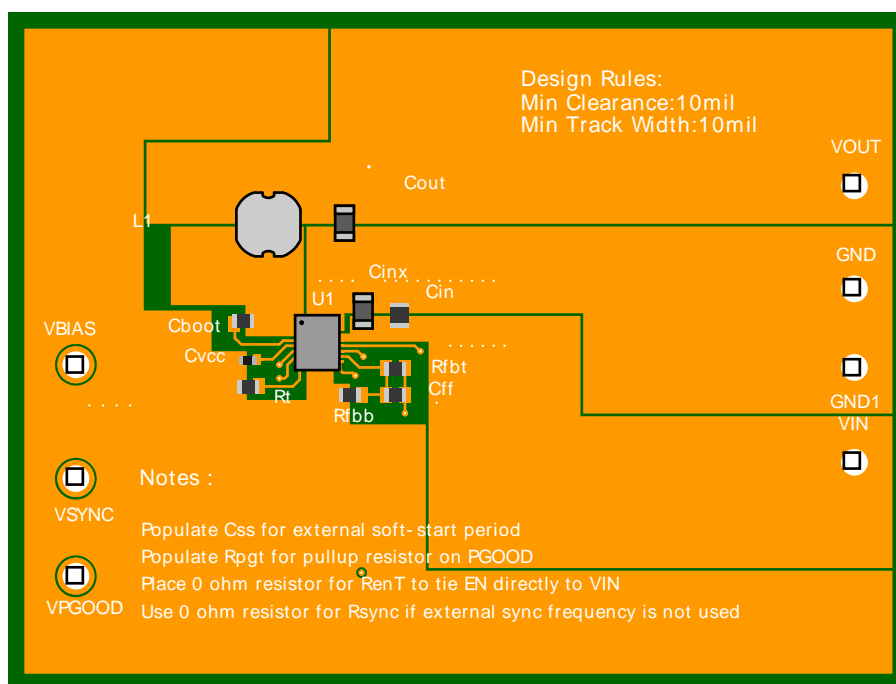 Design Rules:
Min Clearance:10mil
Min Track Width:10mil
VOUT
Cout
L1
GND
Cinx
Cin
U1
Cboot
VBIAS
Cvcc
Rfbt
Cff
Rt
Rfbb
GND1
VIN
Notes :
VSYNC
Populate Css for external soft-start period
Populate Rpgt for pullup resistor on PGOOD
Place 0 ohm resistor for RenT to tie EN directly to VIN
VPGOOD
Use 0 ohm resistor for Rsync if external sync frequency is not used